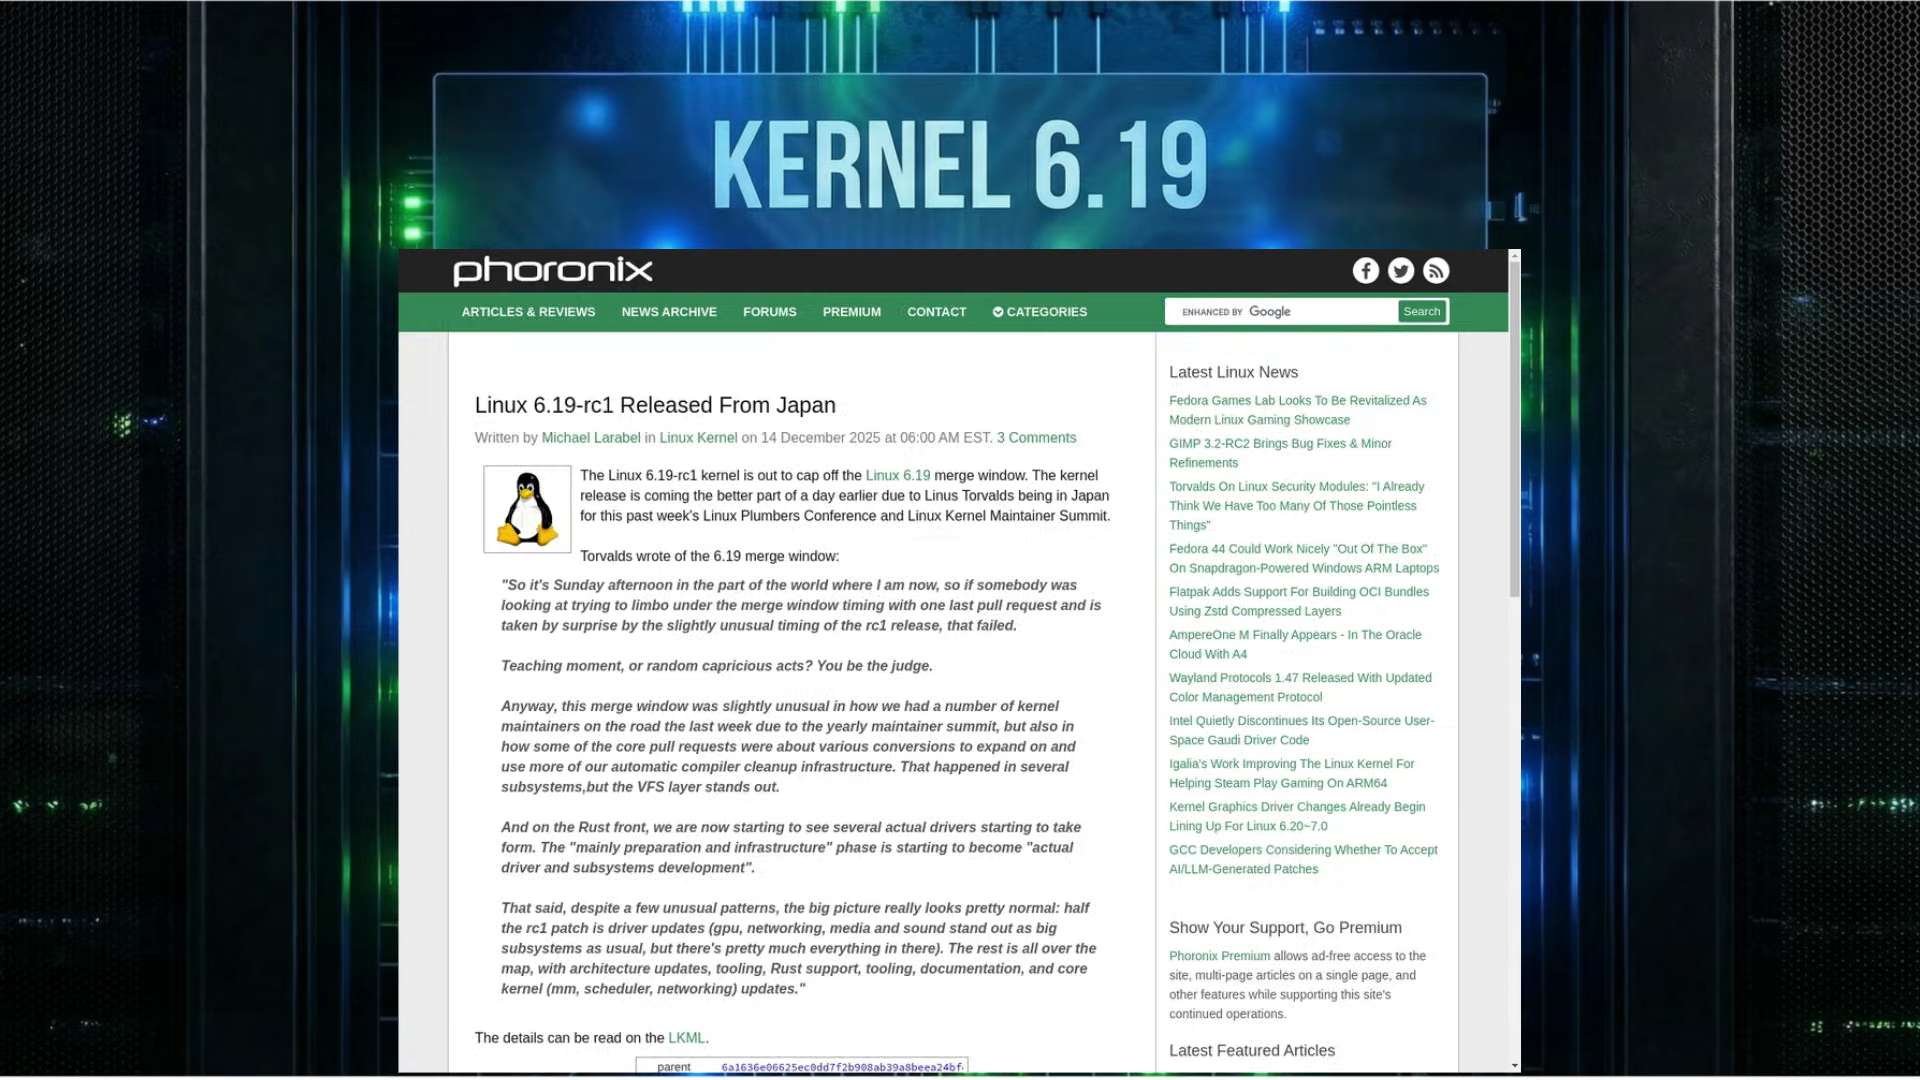 KERNEL 6.19
phoronix
ARTICLES & REVIEWS NEWS ARCHIVE FORUMS PREMIUM CONTACT CATEGORIES
ENHANCED BY Google Search
Linux 6.19-rc1 Released From Japan
Written by Michael Larabel in Linux Kernel on 14 December 2025 at 06:00 AM EST. 3 Comments
The Linux 6.19-rc1 kernel is out to cap off the Linux 6.19 merge window. The kernel
release is coming the better part of a day earlier due to Linus Torvalds being in Japan
for this past week's Linux Plumbers Conference and Linux Kernel Maintainer Summit.
Torvalds wrote of the 6.19 merge window:
"So it's Sunday afternoon in the part of the world where I am now, so if somebody was
looking at trying to limbo under the merge window timing with one last pull request and is
taken by surprise by the slightly unusual timing of the rc1 release, that failed.
Teaching moment, or random capricious acts? You be the judge.
Anyway, this merge window was slightly unusual in how we had a number of kernel
maintainers on the road the last week due to the yearly maintainer summit, but also in
how some of the core pull requests were about various conversions to expand on and
use more of our automatic compiler cleanup infrastructure. That happened in several
subsystems,but the VFS layer stands out.
And on the Rust front, we are now starting to see several actual drivers starting to take
form. The "mainly preparation and infrastructure" phase is starting to become "actual
driver and subsystems development".
That said, despite a few unusual patterns, the big picture really looks pretty normal: half
the rc1 patch is driver updates (gpu, networking, media and sound stand out as big
subsystems as usual, but there's pretty much everything in there). The rest is all over the
map, with architecture updates, tooling, Rust support, tooling, documentation, and core
kernel (mm, scheduler, networking) updates."
The details can be read on the LKML.
parent 6a1636e06625ec0dd7f2b908ab39a8beea24bf
Latest Linux News
Fedora Games Lab Looks To Be Revitalized As
Modern Linux Gaming Showcase
GIMP 3.2-RC2 Brings Bug Fixes & Minor
Refinements
Torvalds On Linux Security Modules: "I Already
Think We Have Too Many Of Those Pointless
Things"
Fedora 44 Could Work Nicely "Out Of The Box"
On Snapdragon-Powered Windows ARM Laptops
Flatpak Adds Support For Building OCI Bundles
Using Zstd Compressed Layers
AmpereOne M Finally Appears - In The Oracle
Cloud With A4
Wayland Protocols 1.47 Released With Updated
Color Management Protocol
Intel Quietly Discontinues Its Open-Source User-
Space Gaudi Driver Code
Igalia's Work Improving The Linux Kernel For
Helping Steam Play Gaming On ARM64
Kernel Graphics Driver Changes Already Begin
Lining Up For Linux 6.20~7.0
GCC Developers Considering Whether To Accept
AI/LLM-Generated Patches
Show Your Support, Go Premium
Phoronix Premium allows ad-free access to the
site, multi-page articles on a single page, and
other features while supporting this site's
continued operations.
Latest Featured Articles